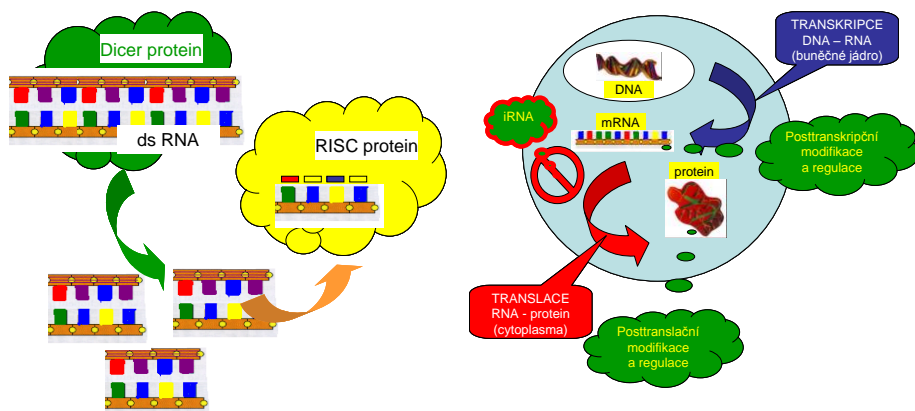 Dicer protein
ds RNA
RISC protein
TRANSKRIPCE
DNA – RNA
(buněčné jádro)
DNA
iRNA
mRNA
protein
Posttranskripční
modifikace
a regulace
TRANSLACE
RNA - protein
(cytoplasma)
Posttranslační
modifikace
a regulace